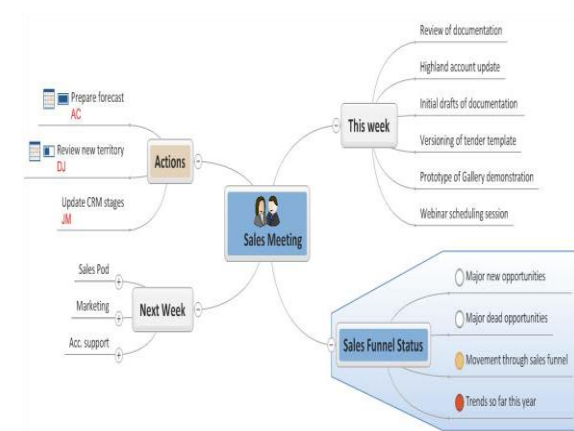 Sales Meeting
This week
Review of documentation
Highland account update
Initial drafts of documentation
Versioning of tender template
Prototype of Gallery demonstration
Webinar scheduling session
Sales Funnel Status
Major new opportunities
Major dead opportunities
Movement through sales funnel
Trends so far this year
Next Week
Sales Pod
Marketing
Acc. support
Actions
Prepare forecast
AC
Review new territory
DJ
Update CRM stages
JM